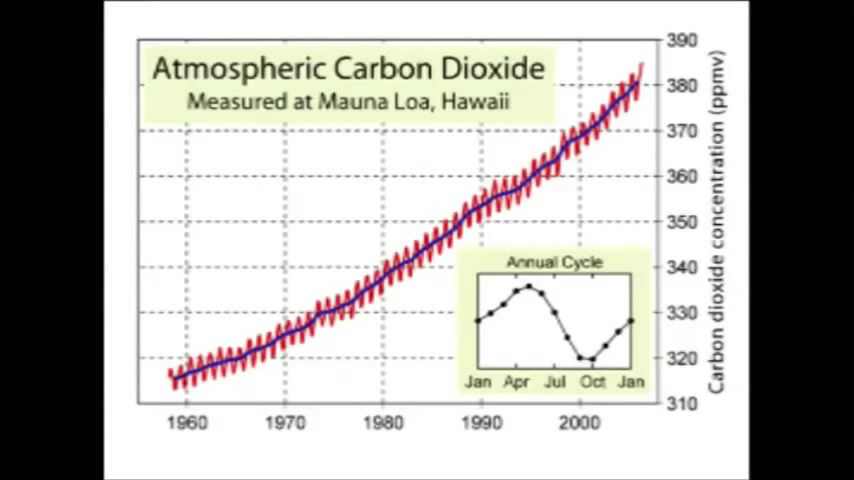 Atmospheric Carbon Dioxide
Measured at Mauna Loa, Hawaii
390
380
370
360
350
340
330
320
310
Carbon dioxide concentration (ppmv)
Annual Cycle
Jan Apr Jul Oct Jan
1960 1970 1980 1990 2000